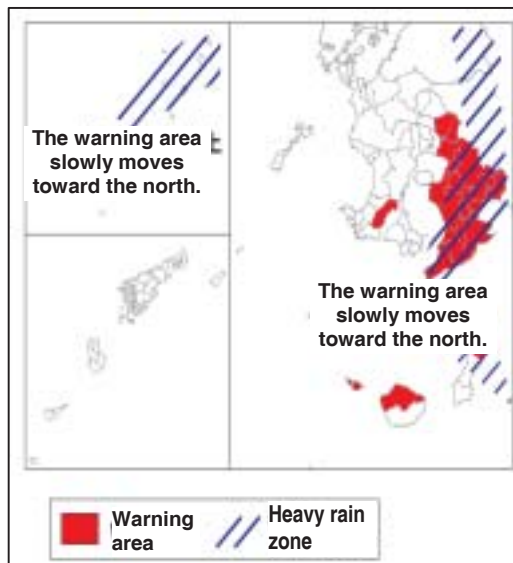 The warning area
slowly moves
toward the north.
The warning area
slowly moves
toward the north.
Warning
area
Heavy rain
zone